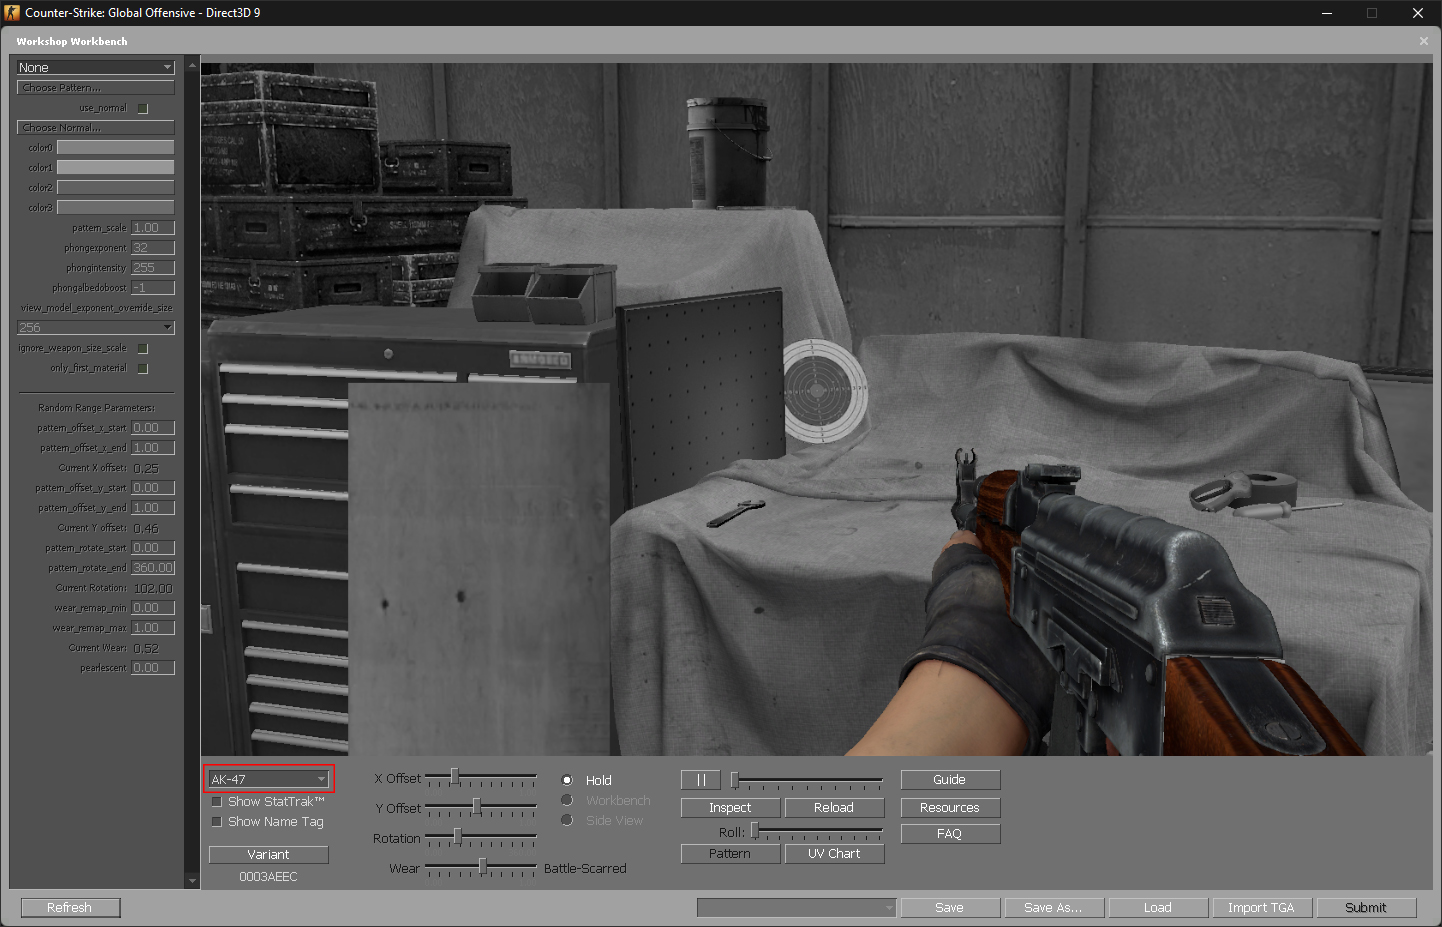 Counter-Strike: Global Offensive - Direct3D 9
Workshop Workbench
None
Choose Pattern...
use_normal
Choose Normal...
color0
color1
color2
color3
pattern_scale 1.00
phongexponent 32
phongintensity 255
phongalbedoboost -1
view_model_exponent_override_size
256
ignore_weapon_size_scale
only_first_material
Random Range Parameters:
pattern_offset_x_start 0.00
pattern_offset_x_end 1.00
Current X offset: 0,25
pattern_offset_y_start 0.00
pattern_offset_y_end 1.00
Current Y offset: 0,46
pattern_rotate_start 0.00
pattern_rotate_end 360.00
Current Rotation: 102,00
wear_remap_min 0.00
wear_remap_max 1.00
Current Wear: 0,52
pearlescent 0.00
AK-47
Show StatTrak™
Show Name Tag
Variant
0003AEEC
X Offset
Y Offset
Rotation
Wear
Battle-Scarred
Hold
Workbench
Side View
Inspect
Reload
Roll:
Pattern
UV Chart
Guide
Resources
FAQ
Refresh
Save
Save As...
Load
Import TGA
Submit